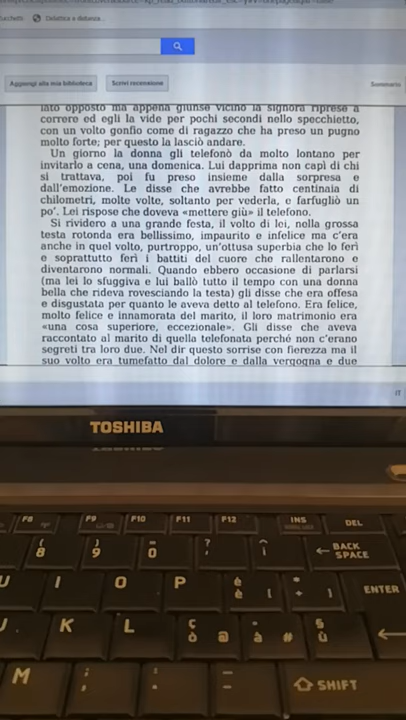 Didattica a distanza...
Aggiungi alla mia biblioteca Scrivi recensione Sommario
lato opposto ma appena giunse vicino la signora riprese a
correre ed egli la vide per pochi secondi nello specchietto,
con un volto gonfio come di ragazzo che ha preso un pugno
molto forte; per questo la lasciò andare.
Un giorno la donna gli telefonò da molto lontano per
invitarlo a cena, una domenica. Lui dapprima non capì di chi
si trattava, poi fu preso insieme dalla sorpresa e
dall'emozione. Le disse che avrebbe fatto centinaia di
chilometri, molte volte, soltanto per vederla, e farfugliò un
po'. Lei rispose che doveva «mettere giù» il telefono.
Si rividero a una grande festa, il volto di lei, nella grossa
testa rotonda era bellissimo, impaurito e infelice ma c'era
anche in quel volto, purtroppo, un'ottusa superbia che lo ferì
e soprattutto ferì i battiti del cuore che rallentarono e
diventarono normali. Quando ebbero occasione di parlarsi
(ma lei lo sfuggiva e lui ballò tutto il tempo con una donna
bella che rideva rovesciando la testa) gli disse che era offesa
e disgustata per quanto le aveva detto al telefono. Era felice,
molto felice e innamorata del marito, il loro matrimonio era
«una cosa superiore, eccezionale». Gli disse che aveva
raccontato al marito di quella telefonata perché non c'erano
segreti tra loro due. Nel dir questo sorrise con fierezza ma il
suo volto era tumefatto dal dolore e dalla vergogna e due
IT
TOSHIBA
F8 F9 F10 F11 F12 INS DEL
( 8 ) 9 = 0 ? ' ^ ì ← BACK SPACE
U I O P é è [ * + ] ENTER
J K L ç ò @ ° à # § ù ←
M ; , : . _ - ⇧ SHIFT